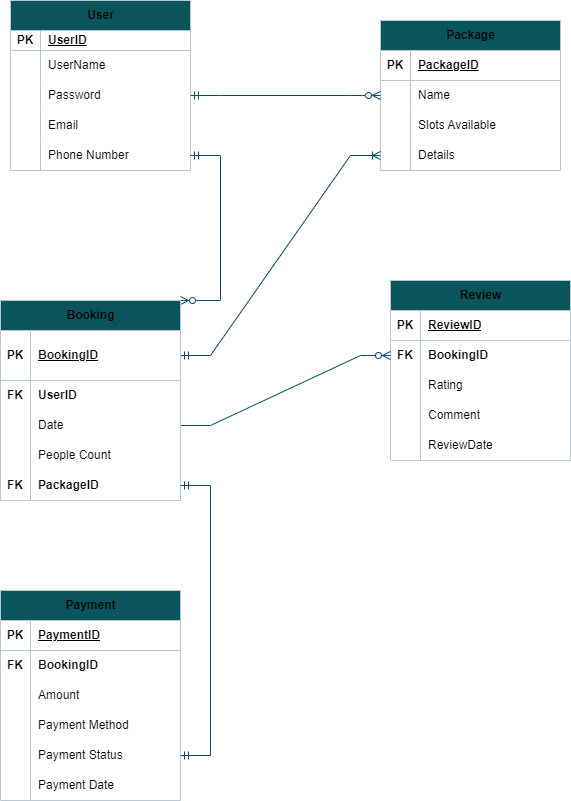 User
PK UserID
UserName
Password
Email
Phone Number
Package
PK PackageID
Name
Slots Available
Details
Booking
PK BookingID
FK UserID
Date
People Count
FK PackageID
Review
PK ReviewID
FK BookingID
Rating
Comment
ReviewDate
Payment
PK PaymentID
FK BookingID
Amount
Payment Method
Payment Status
Payment Date